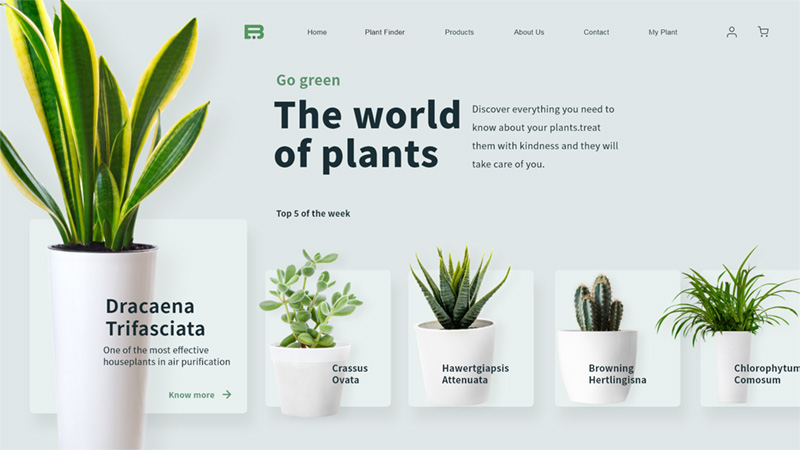 B
Home
Plant Finder
Products
About Us
Contact
My Plant
Go green
The world
of plants
Discover everything you need to
know about your plants.treat
them with kindness and they will
take care of you.
Top 5 of the week
Dracaena
Trifasciata
One of the most effective
houseplants in air purification
Know more
Crassus
Ovata
Hawertgiapsis
Attenuata
Browning
Hertlingisna
Chlorophytum
Comosum